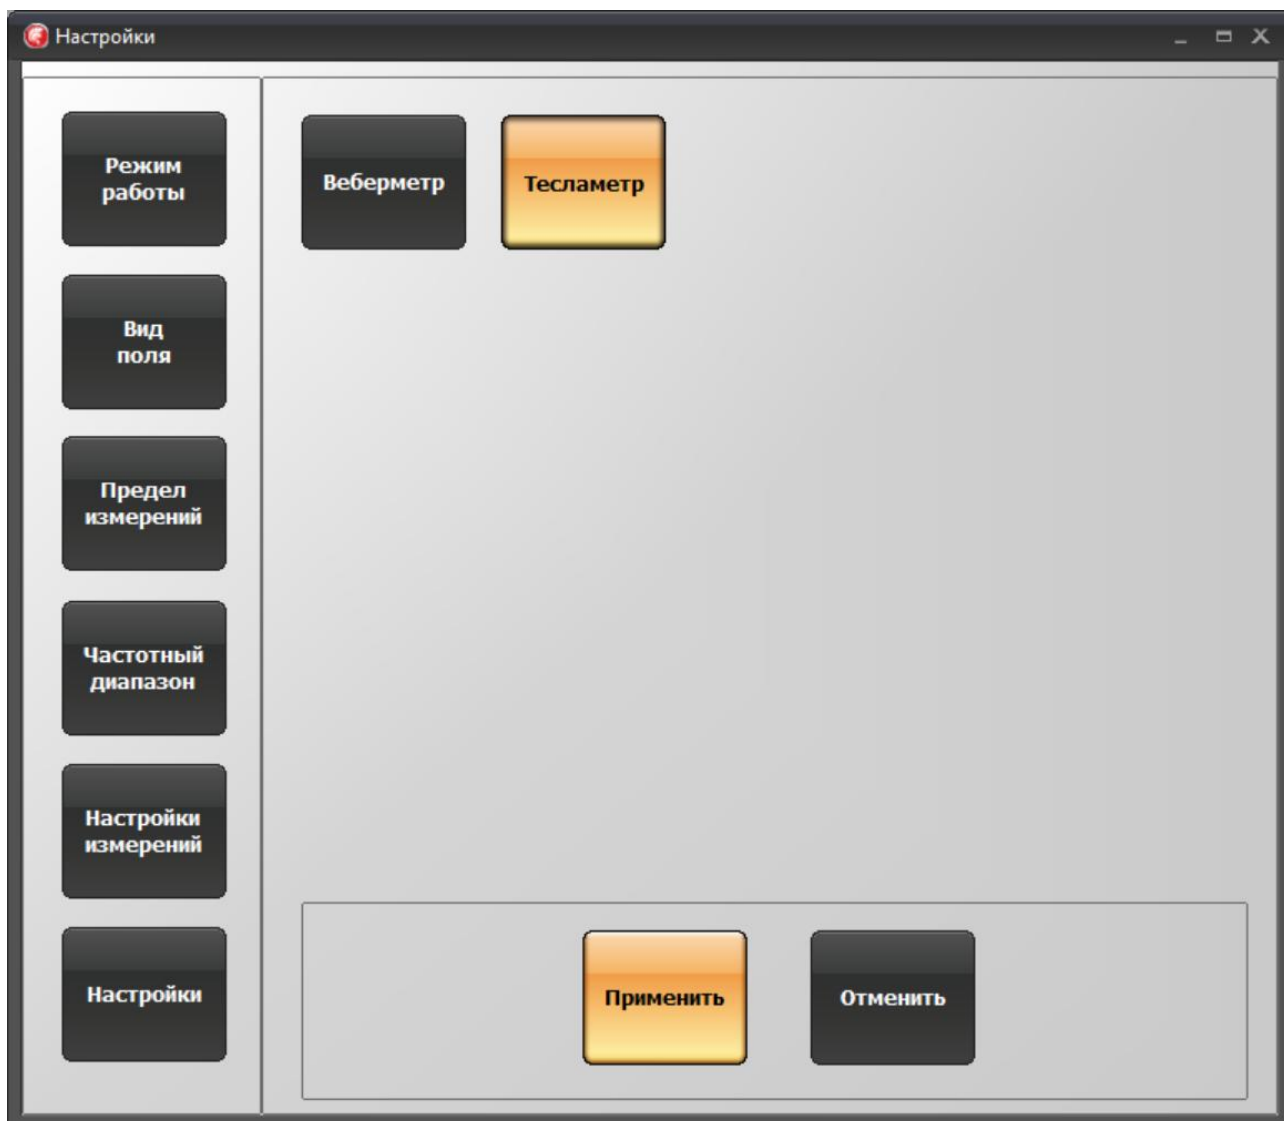 Настройки
Режим
работы
Вид
поля
Предел
измерений
Частотный
диапазон
Настройки
измерений
Настройки
Веберметр
Тесламетр
Применить
Отменить